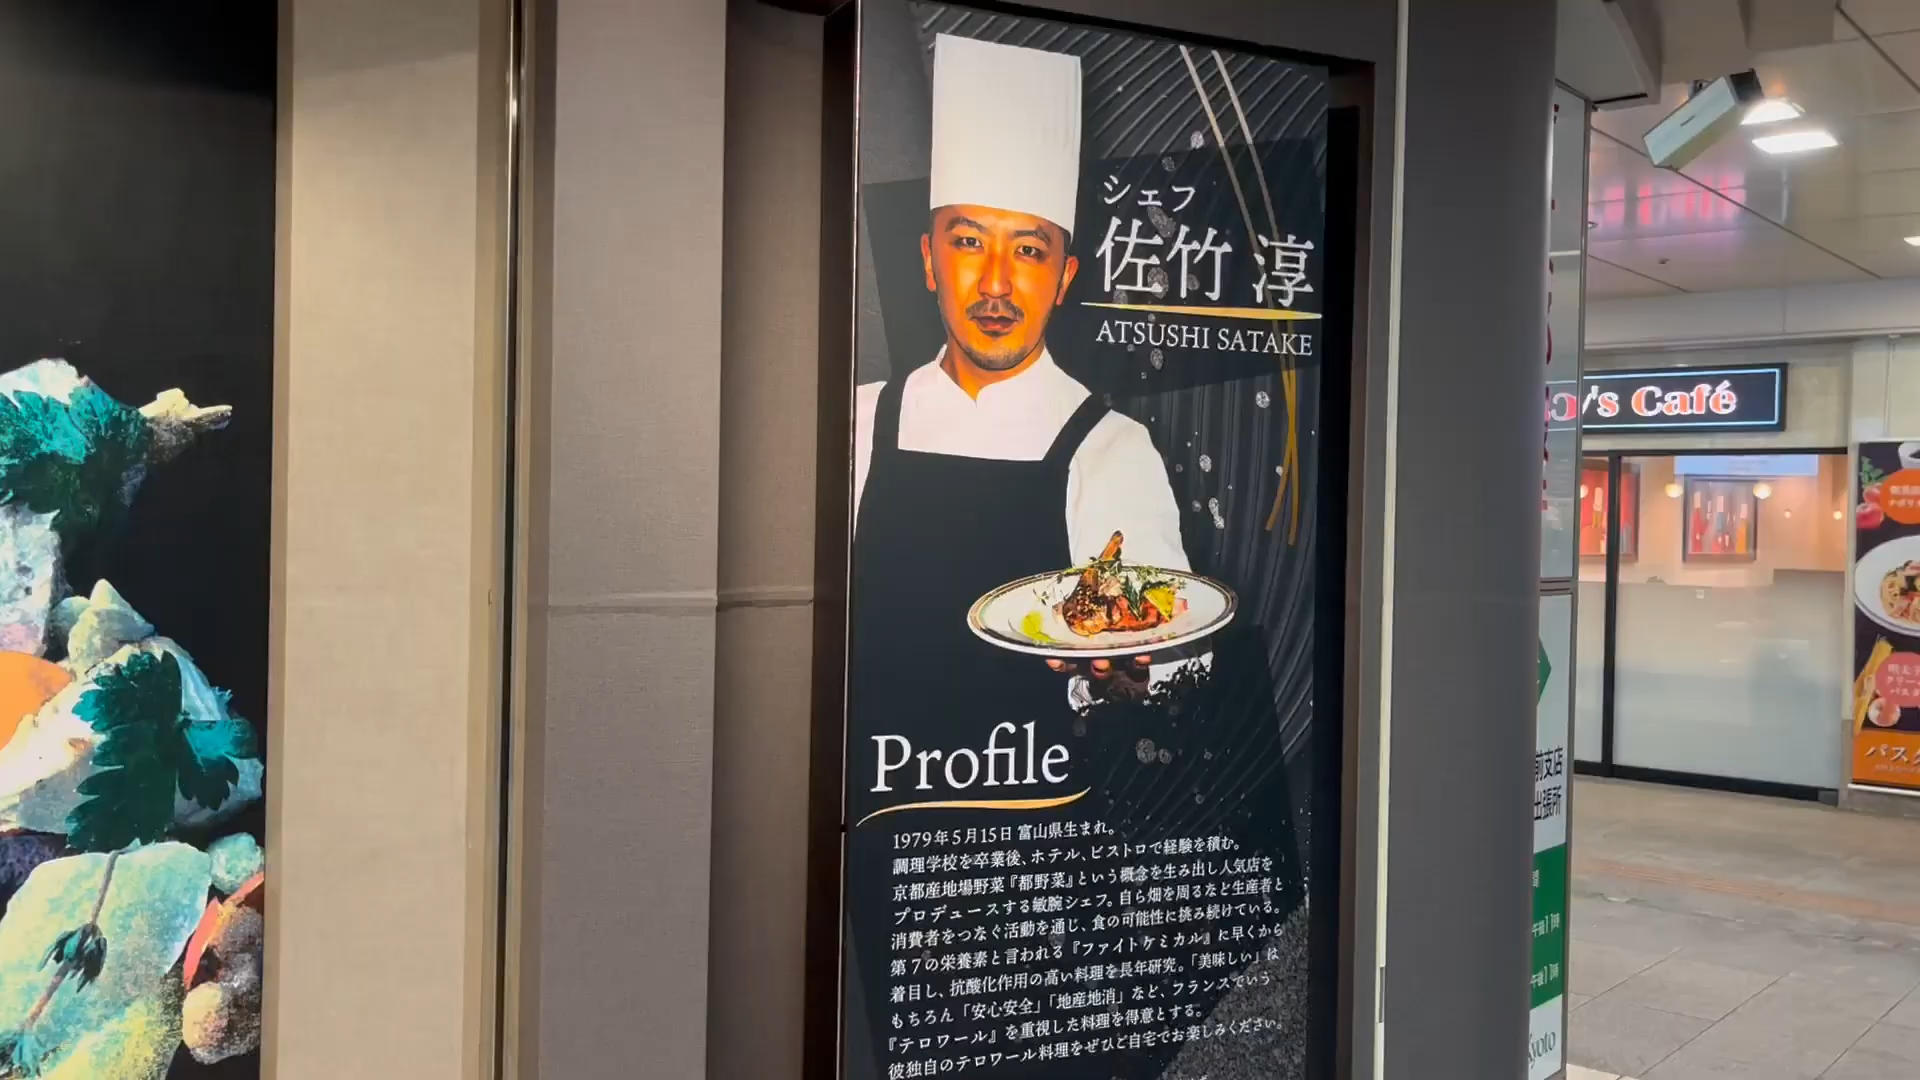 シェフ
佐竹 淳
ATSUSHI SATAKE
Profile
1979年5月15日 富山県生まれ。
調理学校を卒業後、ホテル、ビストロで経験を積む。
京都産地場野菜『都野菜』という概念を生み出し人気店を
プロデュースする敏腕シェフ。自ら畑を周るなど生産者と
消費者をつなぐ活動を通じ、食の可能性に挑み続けている。
第7の栄養素と言われる『ファイトケミカル』に早くから
着目し、抗酸化作用の高い料理を長年研究。「美味しい」は
もちろん「安心安全」「地産地消」など、フランスでいう
『テロワール』を重視した料理を得意とする。
彼独自のテロワール料理をぜひご自宅でお楽しみください。
's Café
前支店
出張所
Kyoto